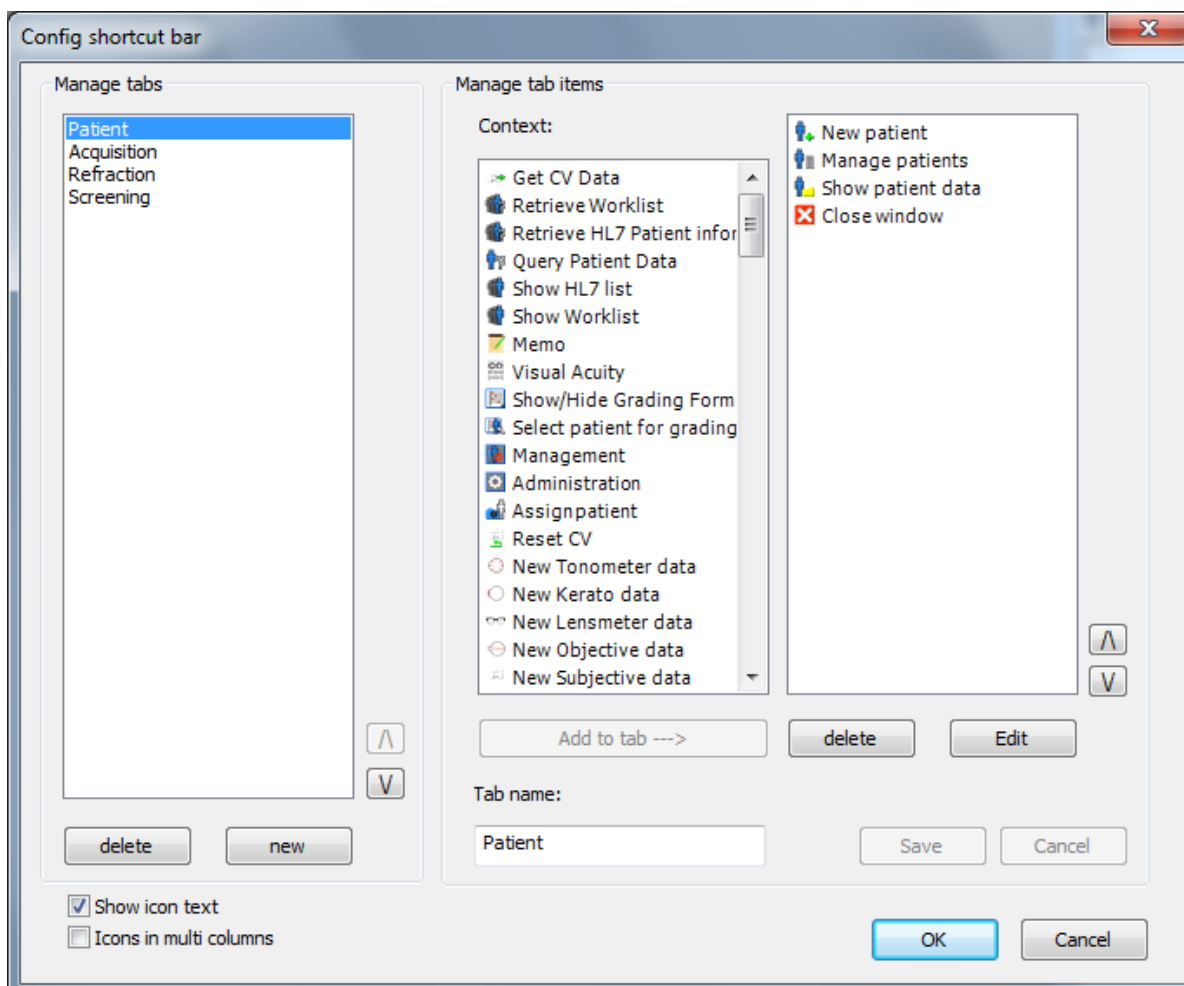 Config shortcut bar
Manage tabs
Patient
Acquisition
Refraction
Screening
/\
\/
delete
new
Manage tab items
Context:
Get CV Data
Retrieve Worklist
Retrieve HL7 Patient infor
Query Patient Data
Show HL7 list
Show Worklist
Memo
Visual Acuity
Show/Hide Grading Form
Select patient for grading
Management
Administration
Assign patient
Reset CV
New Tonometer data
New Kerato data
New Lensmeter data
New Objective data
New Subjective data
New patient
Manage patients
Show patient data
Close window
/\
\/
Add to tab --->
delete
Edit
Tab name:
Patient
Save
Cancel
Show icon text
Icons in multi columns
OK
Cancel